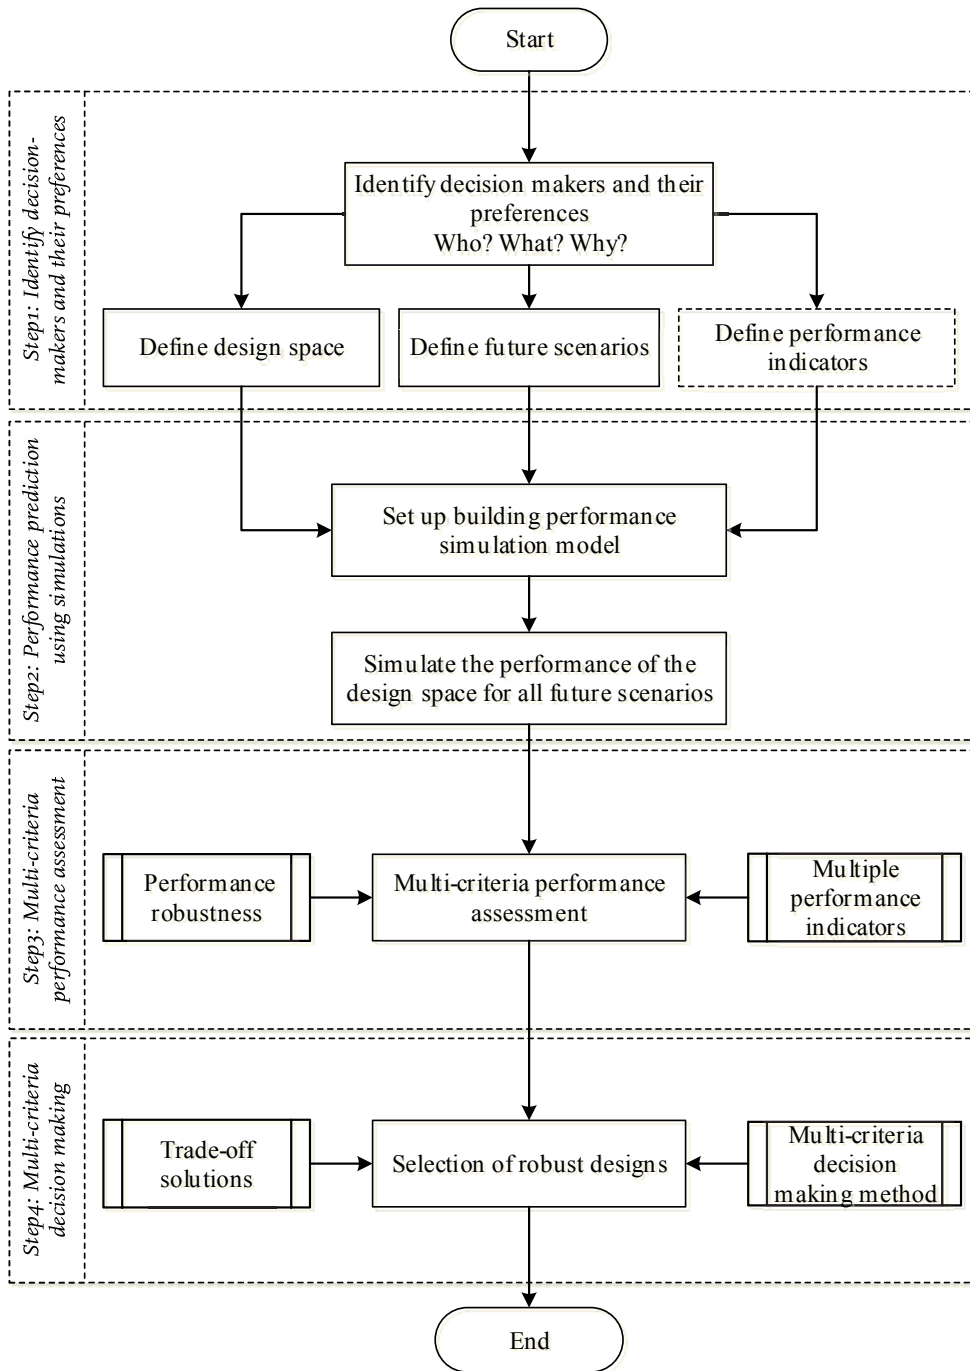 Start
Step1: Identify decision-
makers and their preferences
Identify decision makers and their
preferences
Who? What? Why?
Define design space
Define future scenarios
Define performance
indicators
Step2: Performance prediction
using simulations
Set up building performance
simulation model
Simulate the performance of the
design space for all future scenarios
Step3: Multi-criteria
performance assessment
Performance
robustness
Multi-criteria performance
assessment
Multiple
performance
indicators
Step4: Multi-criteria
decision making
Trade-off
solutions
Selection of robust designs
Multi-criteria
decision
making method
End